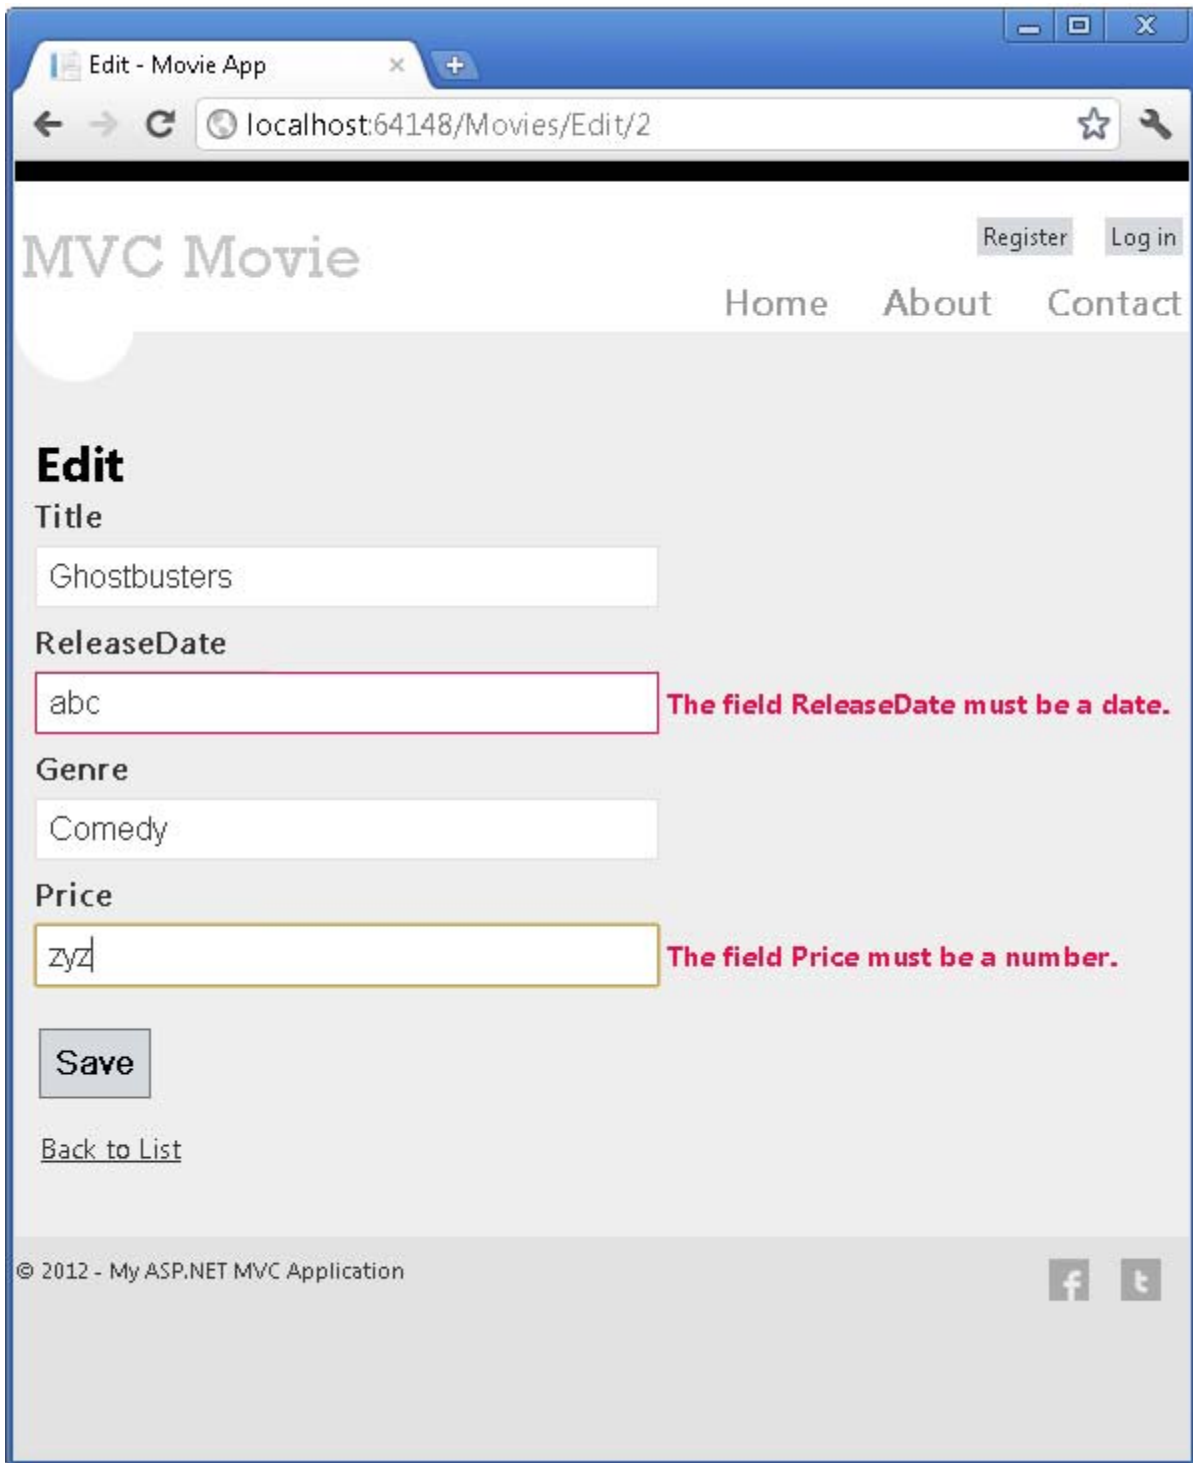 Edit - Movie App
localhost:64148/Movies/Edit/2
MVC Movie
Register Log in
Home About Contact
Edit
Title
Ghostbusters
ReleaseDate
abc The field ReleaseDate must be a date.
Genre
Comedy
Price
zyz The field Price must be a number.
Save
Back to List
© 2012 - My ASP.NET MVC Application